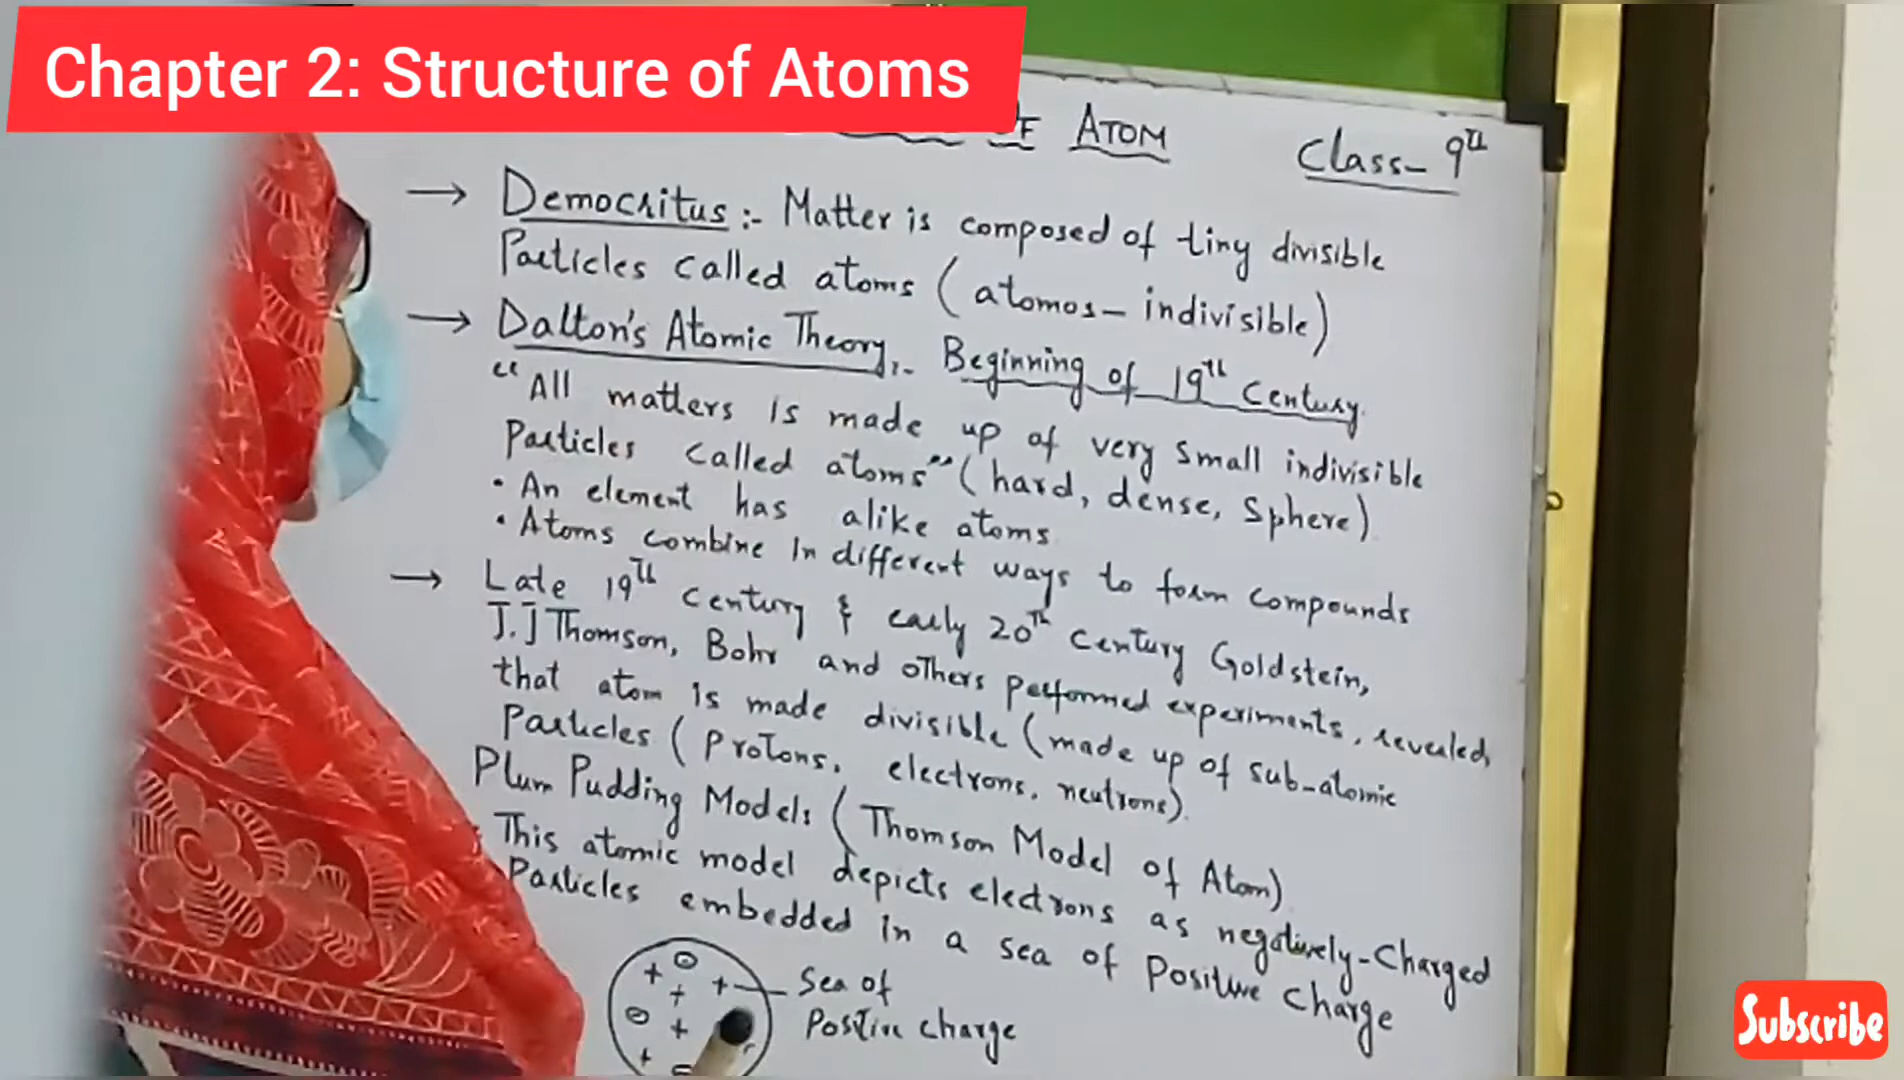 Chapter 2: Structure of Atoms
ATOM
Class- 9th
→ Democritus :- Matter is composed of tiny divisible
Particles called atoms (atomos- indivisible)
→ Dalton's Atomic Theory :- Beginning of 19th Century
"All matters is made up of very small indivisible
Particles called atoms" (hard, dense, Sphere)
• An element has alike atoms
• Atoms combine in different ways to form compounds
→ Late 19th century & early 20th century Goldstein,
J.J Thomson, Bohr and others performed experiments, revealed,
that atom is made divisible (made up of sub-atomic
Particles (Protons, electrons, neutrons).
Plum Pudding Models (Thomson Model of Atom)
This atomic model depicts electrons as negatively-Charged
Particles embedded in a sea of Positive Charge
Sea of
Positive charge
Subscribe